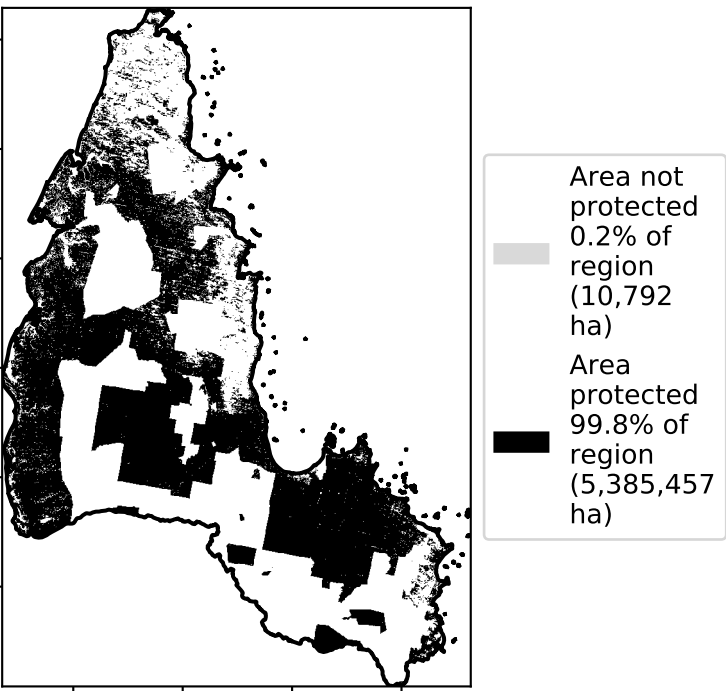 Area not
protected
0.2% of
region
(10,792
ha)
Area
protected
99.8% of
region
(5,385,457
ha)